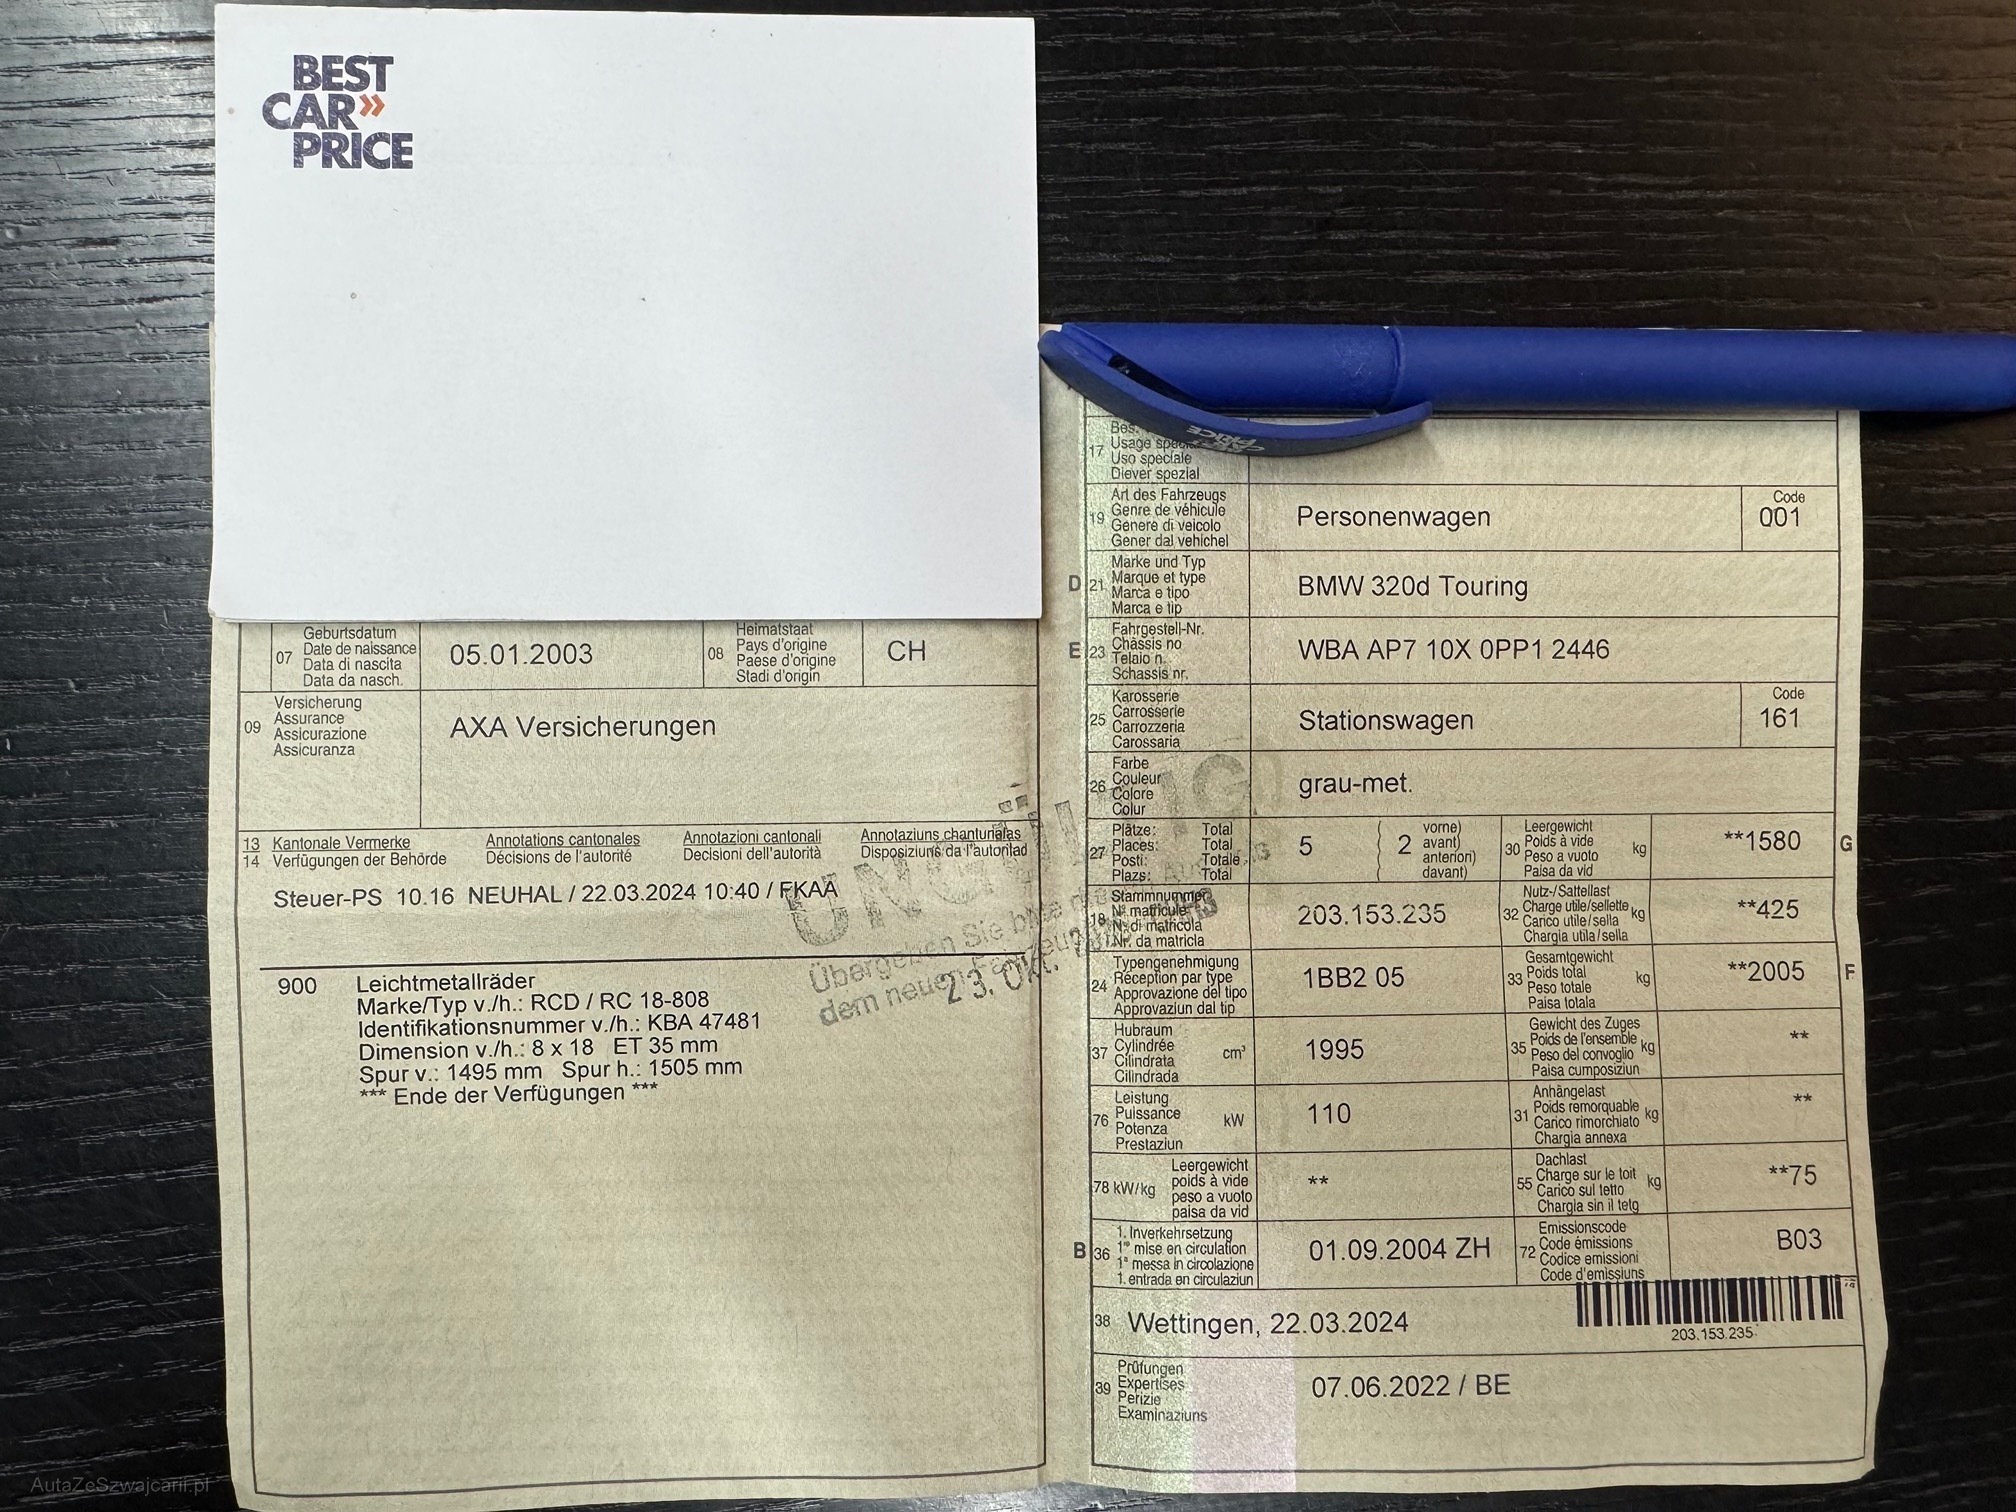 BEST
CAR»
PRICE
07 Geburtsdatum
Date de naissance
Data di nascita
Data da nasch.
05.01.2003
08 Heimatstaat
Pays d'origine
Paese d'origine
Stadi d'origin
CH
09 Versicherung
Assurance
Assicurazione
Assicuranza
AXA Versicherungen
13 Kantonale Vermerke Annotations cantonales Annotazioni cantonali Annotaziuns chantunalas
14 Verfügungen der Behörde Décisions de l'autorité Decisioni dell'autorità Disposiziuns da l'autoritad
Steuer-PS 10.16 NEUHAL / 22.03.2024 10:40 / FKAA
900 Leichtmetallräder
Marke/Typ v./h.: RCD / RC 18-808
Identifikationsnummer v./h.: KBA 47481
Dimension v./h.: 8 x 18 ET 35 mm
Spur v.: 1495 mm Spur h.: 1505 mm
*** Ende der Verfügungen ***
UNGÜLTIG
Übergeben Sie bitte
dem neuen
23. Okt.
17
Usage
Uso speciale
Diever spezial
19 Art des Fahrzeugs
Genre de véhicule
Genere di veicolo
Gener dal vehichel
Personenwagen
Code
001
D 21 Marke und Typ
Marque et type
Marca e tipo
Marca e tip
BMW 320d Touring
E 23 Fahrgestell-Nr.
Châssis no
Telaio n.
Schassis nr.
WBA AP7 10X 0PP1 2446
25 Karosserie
Carrosserie
Carrozzeria
Carossaria
Stationswagen
Code
161
26 Farbe
Couleur
Colore
Colur
grau-met.
27 Plätze: Total
Places: Total
Posti: Totale
Plazs: Total
5 2 vorne)
avant)
anterion)
davant)
30 Leergewicht
Poids à vide
Peso a vuoto
Paisa da vid
kg
**1580 G
18 Stammnummer
N° matricule
N. di matricola
Nr. da matricla
203.153.235
32 Nutz-/Sattellast
Charge utile/sellette
Carico utile/sella
Chargia utila/sella
kg
**425
24 Typengenehmigung
Réception par type
Approvazione del tipo
Approvaziun dal tip
1BB2 05
33 Gesamtgewicht
Poids total
Peso totale
Paisa totala
kg
**2005 F
37 Hubraum
Cylindrée
Cilindrata
Cilindrada
cm³
1995
35 Gewicht des Zuges
Poids de l'ensemble
Peso del convoglio
Paisa cumposiziun
kg
**
76 Leistung
Puissance
Potenza
Prestaziun
kW
110
31 Anhängelast
Poids remorquable
Carico rimorchiato
Chargia annexa
kg
**
78 kW/kg Leergewicht
poids à vide
peso a vuoto
paisa da vid
**
55 Dachlast
Charge sur le toit
Carico sul tetto
Chargia sin il tetg
kg
**75
B 36 1. Inverkehrsetzung
1re mise en circulation
1a messa in circolazione
1. entrada en circulaziun
01.09.2004 ZH
72 Emissionscode
Code émissions
Codice emissioni
Code d'emissiuns
B03
38 Wettingen, 22.03.2024
203.153.235
39 Prüfungen
Expertises
Perizie
Examinaziuns
07.06.2022 / BE
AutaZeSzwajcarii.pl